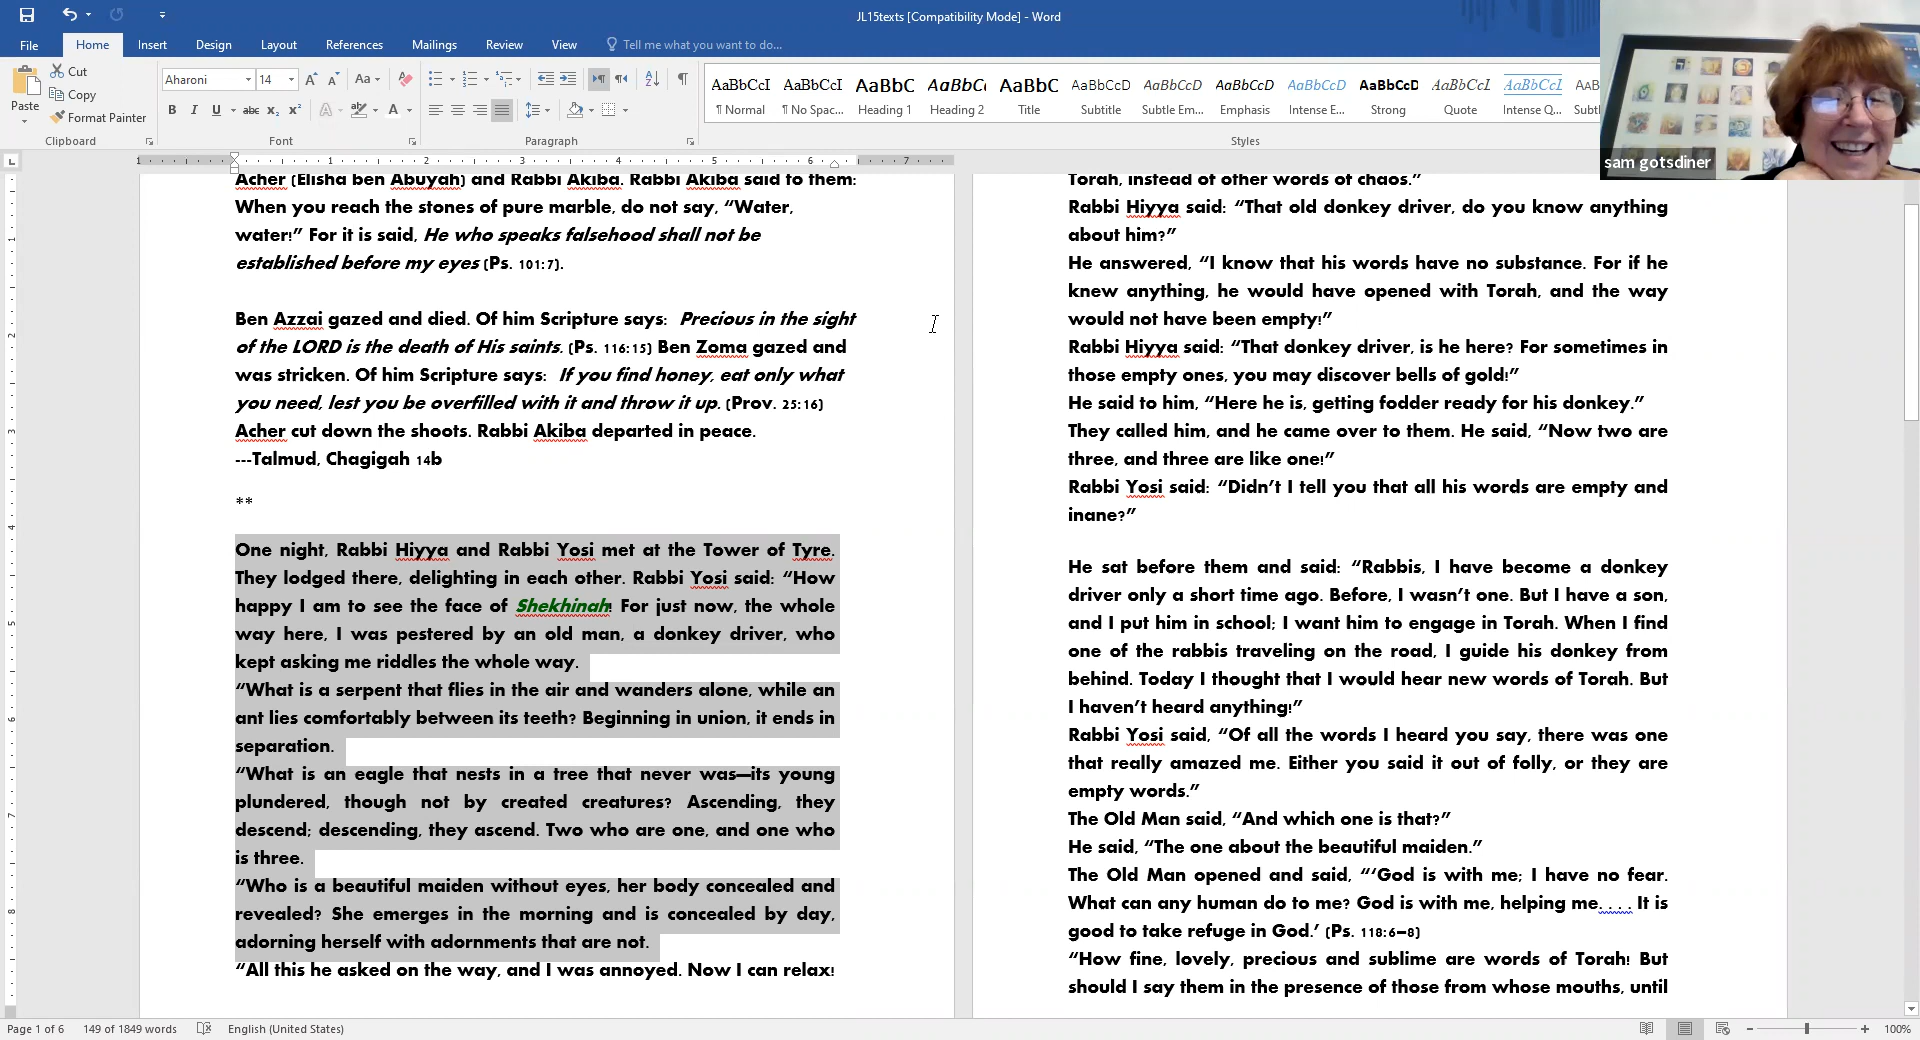 JL15texts [Compatibility Mode] - Word
File Home Insert Design Layout References Mailings Review View Tell me what you want to do...
Paste
Cut
Copy
Format Painter
Clipboard
Aharoni 14
Font
Paragraph
AaBbCcI AaBbCcI AaBbC AaBbCc AaBbC AaBbCcD AaBbCcD AaBbCcD AaBbCcI AaBbCcD AaBbCcI AaBbCcI
¶ Normal ¶ No Spac... Heading 1 Heading 2 Title Subtitle Subtle Em... Emphasis Intense E... Strong Quote Intense Q...
Styles
sam gotsdiner
Acher (Elisha ben Abuyah) and Rabbi Akiba. Rabbi Akiba said to them:
When you reach the stones of pure marble, do not say, “Water,
water!” For it is said, He who speaks falsehood shall not be
established before my eyes (Ps. 101:7).
Ben Azzai gazed and died. Of him Scripture says: Precious in the sight
of the LORD is the death of His saints. (Ps. 116:15) Ben Zoma gazed and
was stricken. Of him Scripture says: If you find honey, eat only what
you need, lest you be overfilled with it and throw it up. (Prov. 25:16)
Acher cut down the shoots. Rabbi Akiba departed in peace.
---Talmud, Chagigah 14b
**
One night, Rabbi Hiyya and Rabbi Yosi met at the Tower of Tyre.
They lodged there, delighting in each other. Rabbi Yosi said: “How
happy I am to see the face of Shekhinah! For just now, the whole
way here, I was pestered by an old man, a donkey driver, who
kept asking me riddles the whole way.
“What is a serpent that flies in the air and wanders alone, while an
ant lies comfortably between its teeth? Beginning in union, it ends in
separation.
“What is an eagle that nests in a tree that never was—its young
plundered, though not by created creatures? Ascending, they
descend; descending, they ascend. Two who are one, and one who
is three.
“Who is a beautiful maiden without eyes, her body concealed and
revealed? She emerges in the morning and is concealed by day,
adorning herself with adornments that are not.
“All this he asked on the way, and I was annoyed. Now I can relax!
Torah, instead of other words of chaos.”
Rabbi Hiyya said: “That old donkey driver, do you know anything
about him?”
He answered, “I know that his words have no substance. For if he
knew anything, he would have opened with Torah, and the way
would not have been empty!”
Rabbi Hiyya said: “That donkey driver, is he here? For sometimes in
those empty ones, you may discover bells of gold!”
He said to him, “Here he is, getting fodder ready for his donkey.”
They called him, and he came over to them. He said, “Now two are
three, and three are like one!”
Rabbi Yosi said: “Didn’t I tell you that all his words are empty and
inane?”
He sat before them and said: “Rabbis, I have become a donkey
driver only a short time ago. Before, I wasn’t one. But I have a son,
and I put him in school; I want him to engage in Torah. When I find
one of the rabbis traveling on the road, I guide his donkey from
behind. Today I thought that I would hear new words of Torah. But
I haven’t heard anything!”
Rabbi Yosi said, “Of all the words I heard you say, there was one
that really amazed me. Either you said it out of folly, or they are
empty words.”
The Old Man said, “And which one is that?”
He said, “The one about the beautiful maiden.”
The Old Man opened and said, “‘God is with me; I have no fear.
What can any human do to me? God is with me, helping me. . . . It is
good to take refuge in God.’ (Ps. 118:6–8)
“How fine, lovely, precious and sublime are words of Torah! But
should I say them in the presence of those from whose mouths, until
Page 1 of 6 149 of 1849 words English (United States) 100%